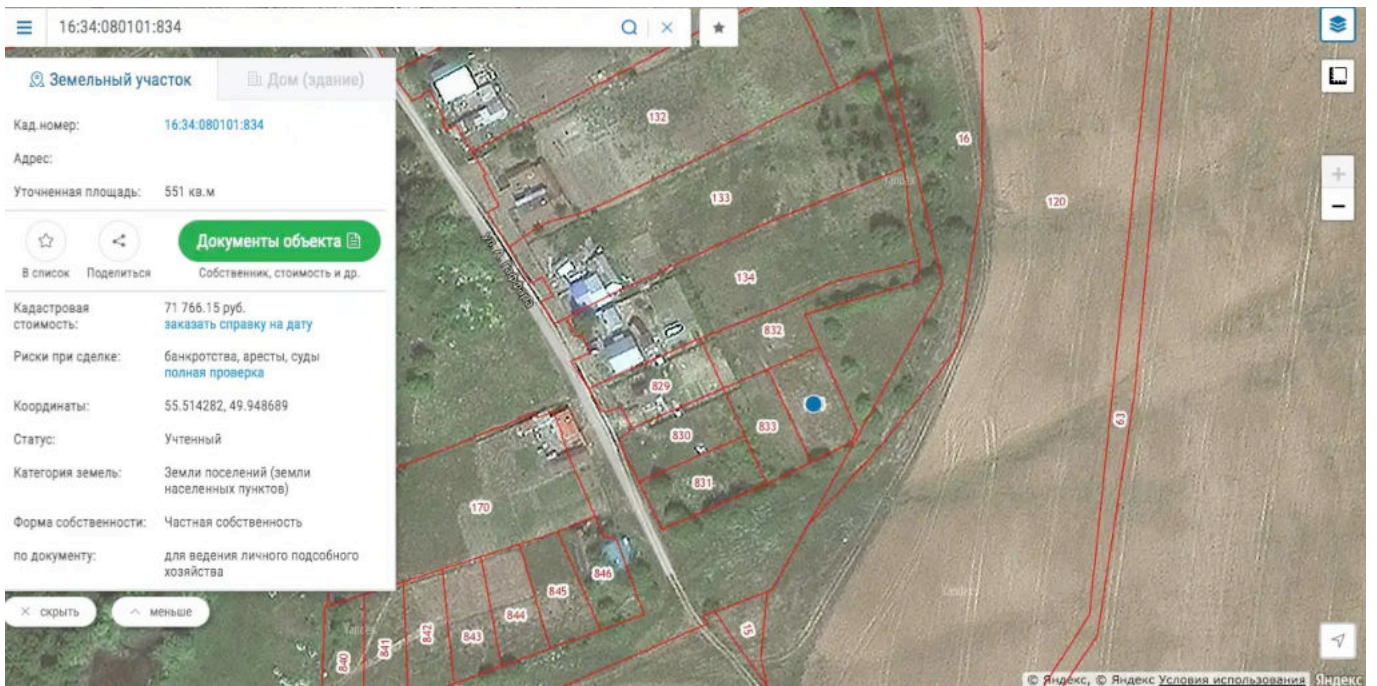 16:34:080101:834
Земельный участок
Дом (здание)
Кад.номер:
16:34:080101:834
Адрес:
Уточненная площадь:
551 кв.м
Документы объекта
В список
Поделиться
Собственник, стоимость и др.
Кадастровая
стоимость:
71 766.15 руб.
заказать справку на дату
Риски при сделке:
банкротства, аресты, суды
полная проверка
Координаты:
55.514282, 49.948689
Статус:
Учтенный
Категория земель:
Земли поселений (земли
населенных пунктов)
Форма собственности:
Частная собственность
по документу:
для ведения личного подсобного
хозяйства
скрыть
меньше
132
16
133
Yandex
120
134
832
829
833
830
63
831
170
846
845
844
843
842
841
840
15
Yandex
Yandex
© Яндекс, © Яндекс Условия использования Яндекс